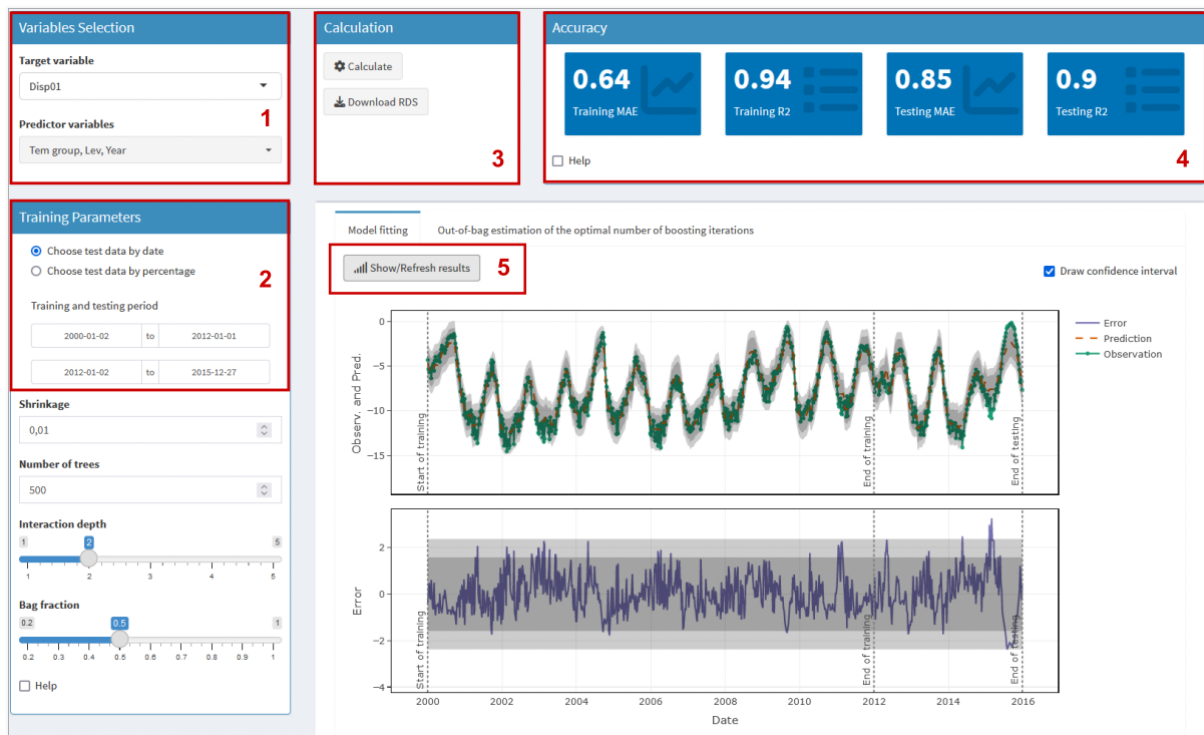 Variables Selection
Target variable
Disp01
1
Predictor variables
Tem group, Lev, Year
Calculation
Calculate
Download RDS
3
Accuracy
0.64
Training MAE
0.94
Training R2
0.85
Testing MAE
0.9
Testing R2
Help
4
Training Parameters
Choose test data by date
Choose test data by percentage
2
Training and testing period
2000-01-02 to 2012-01-01
2012-01-02 to 2015-12-27
Shrinkage
0,01
Number of trees
500
Interaction depth
1 2 5
1 2 3 4 5
Bag fraction
0.2 0.5 1
0.2 0.3 0.4 0.5 0.6 0.7 0.8 0.9 1
Help
Model fitting
Out-of-bag estimation of the optimal number of boosting iterations
Show/Refresh results
5
Draw confidence interval
Observ. and Pred.
0
−5
−10
−15
Start of training
End of training
End of testing
Error
Prediction
Observation
Error
2
0
−2
−4
Start of training
End of training
End of testing
2000 2002 2004 2006 2008 2010 2012 2014 2016
Date